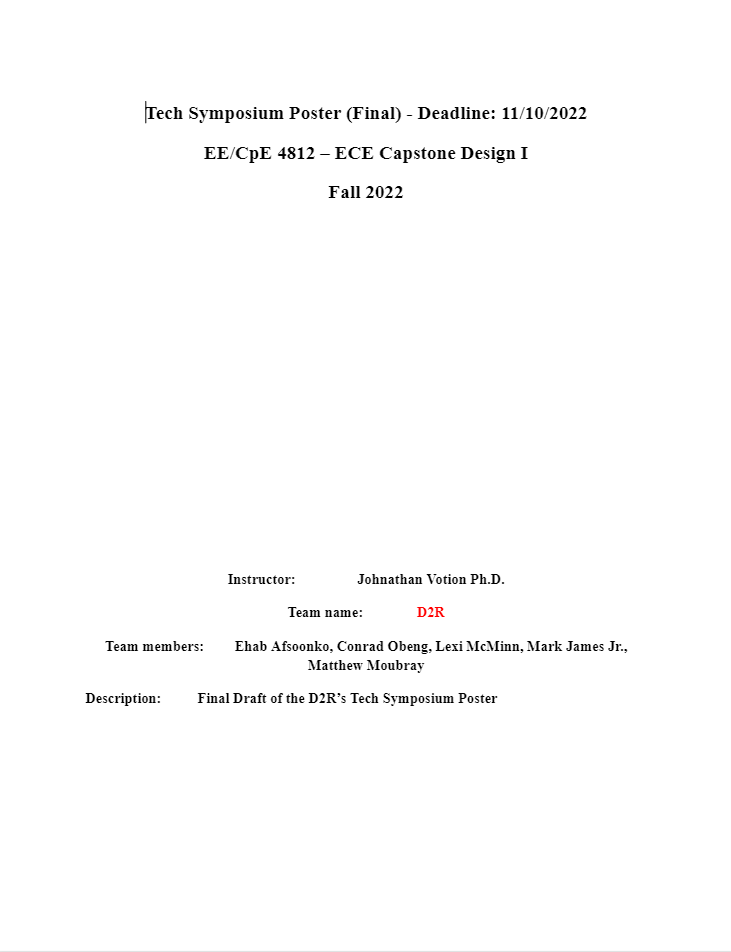 Tech Symposium Poster (Final) - Deadline: 11/10/2022
EE/CpE 4812 – ECE Capstone Design I
Fall 2022
Instructor: Johnathan Votion Ph.D.
Team name: D2R
Team members: Ehab Afsoonko, Conrad Obeng, Lexi McMinn, Mark James Jr.,
Matthew Moubray
Description: Final Draft of the D2R’s Tech Symposium Poster